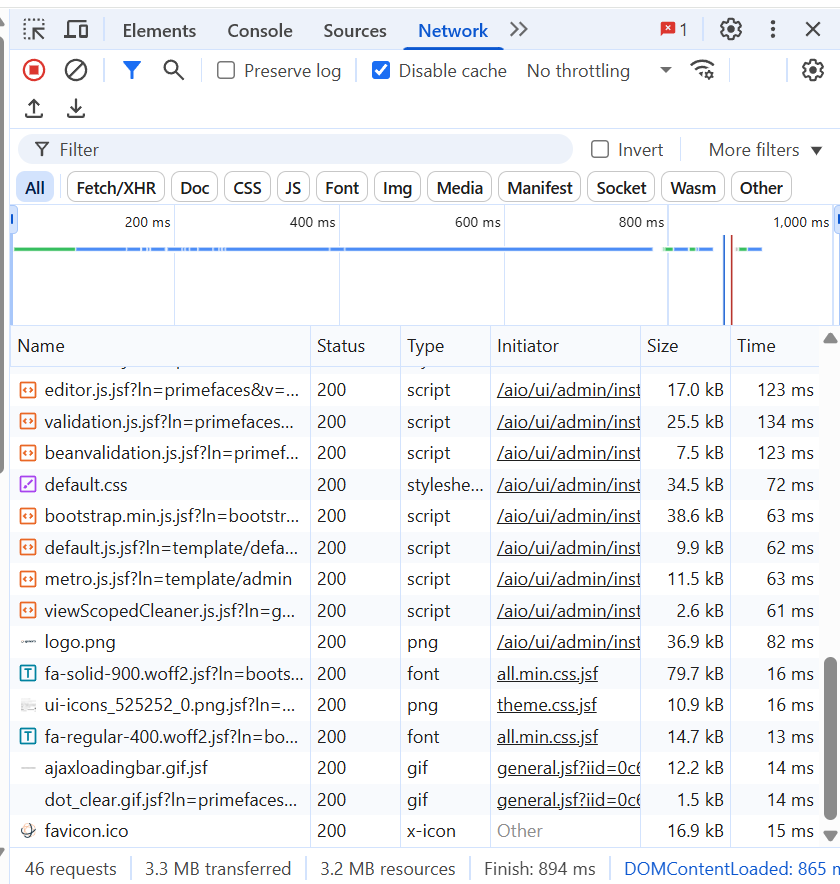 Elements Console Sources Network 1
Preserve log Disable cache No throttling
Filter Invert More filters
All Fetch/XHR Doc CSS JS Font Img Media Manifest Socket Wasm Other
200 ms 400 ms 600 ms 800 ms 1,000 ms
Name Status Type Initiator Size Time
editor.js.jsf?ln=primefaces&v=... 200 script /aio/ui/admin/inst 17.0 kB 123 ms
validation.js.jsf?ln=primefaces... 200 script /aio/ui/admin/inst 25.5 kB 134 ms
beanvalidation.js.jsf?ln=primef... 200 script /aio/ui/admin/inst 7.5 kB 123 ms
default.css 200 styleshe... /aio/ui/admin/inst 34.5 kB 72 ms
bootstrap.min.js.jsf?ln=bootstr... 200 script /aio/ui/admin/inst 38.6 kB 63 ms
default.js.jsf?ln=template/defa... 200 script /aio/ui/admin/inst 9.9 kB 62 ms
metro.js.jsf?ln=template/admin 200 script /aio/ui/admin/inst 11.5 kB 63 ms
viewScopedCleaner.js.jsf?ln=g... 200 script /aio/ui/admin/inst 2.6 kB 61 ms
logo.png 200 png /aio/ui/admin/inst 36.9 kB 82 ms
fa-solid-900.woff2.jsf?ln=boots... 200 font all.min.css.jsf 79.7 kB 16 ms
ui-icons_525252_0.png.jsf?ln=... 200 png theme.css.jsf 10.9 kB 16 ms
fa-regular-400.woff2.jsf?ln=bo... 200 font all.min.css.jsf 14.7 kB 13 ms
ajaxloadingbar.gif.jsf 200 gif general.jsf?iid=0c6 12.2 kB 14 ms
dot_clear.gif.jsf?ln=primefaces... 200 gif general.jsf?iid=0c6 1.5 kB 14 ms
favicon.ico 200 x-icon Other 16.9 kB 15 ms
46 requests 3.3 MB transferred 3.2 MB resources Finish: 894 ms DOMContentLoaded: 865 m